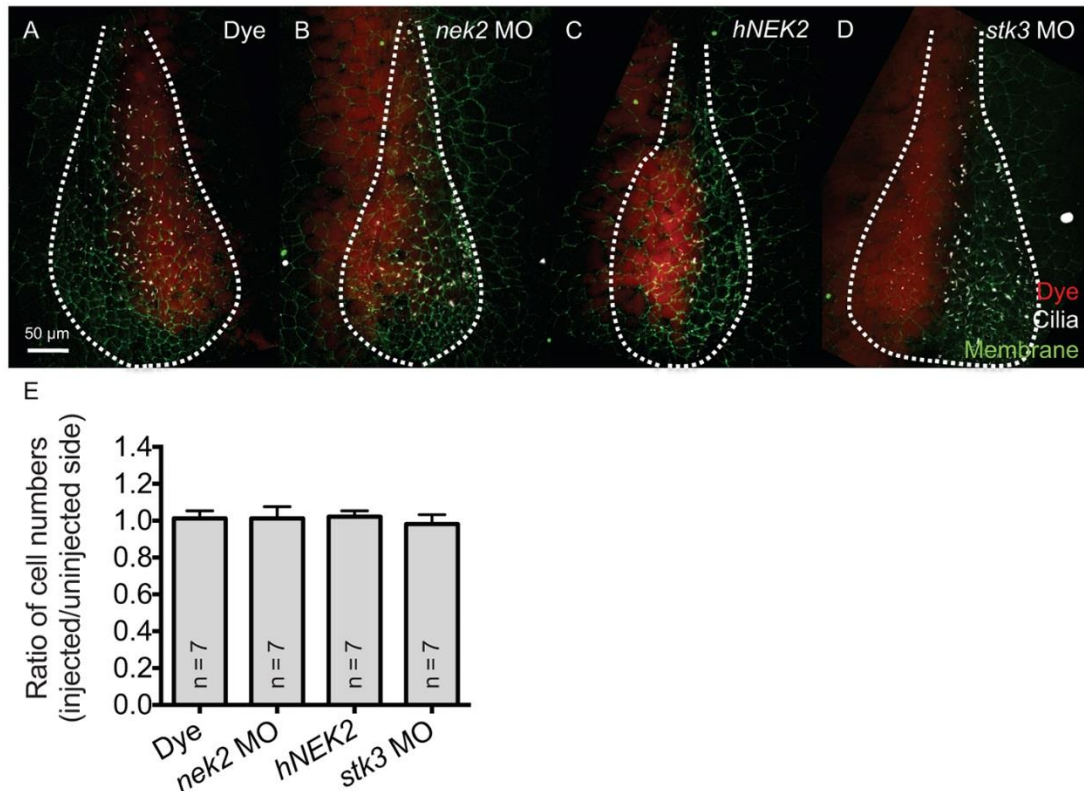 A
Dye
B
nek2 MO
C
hNEK2
D
stk3 MO
50 µm
Dye
Cilia
Membrane
E
Ratio of cell numbers
(injected/uninjected side)
1.4
1.2
1.0
0.8
0.6
0.4
0.2
0.0
n = 7
n = 7
n = 7
n = 7
Dye
nek2 MO
hNEK2
stk3 MO